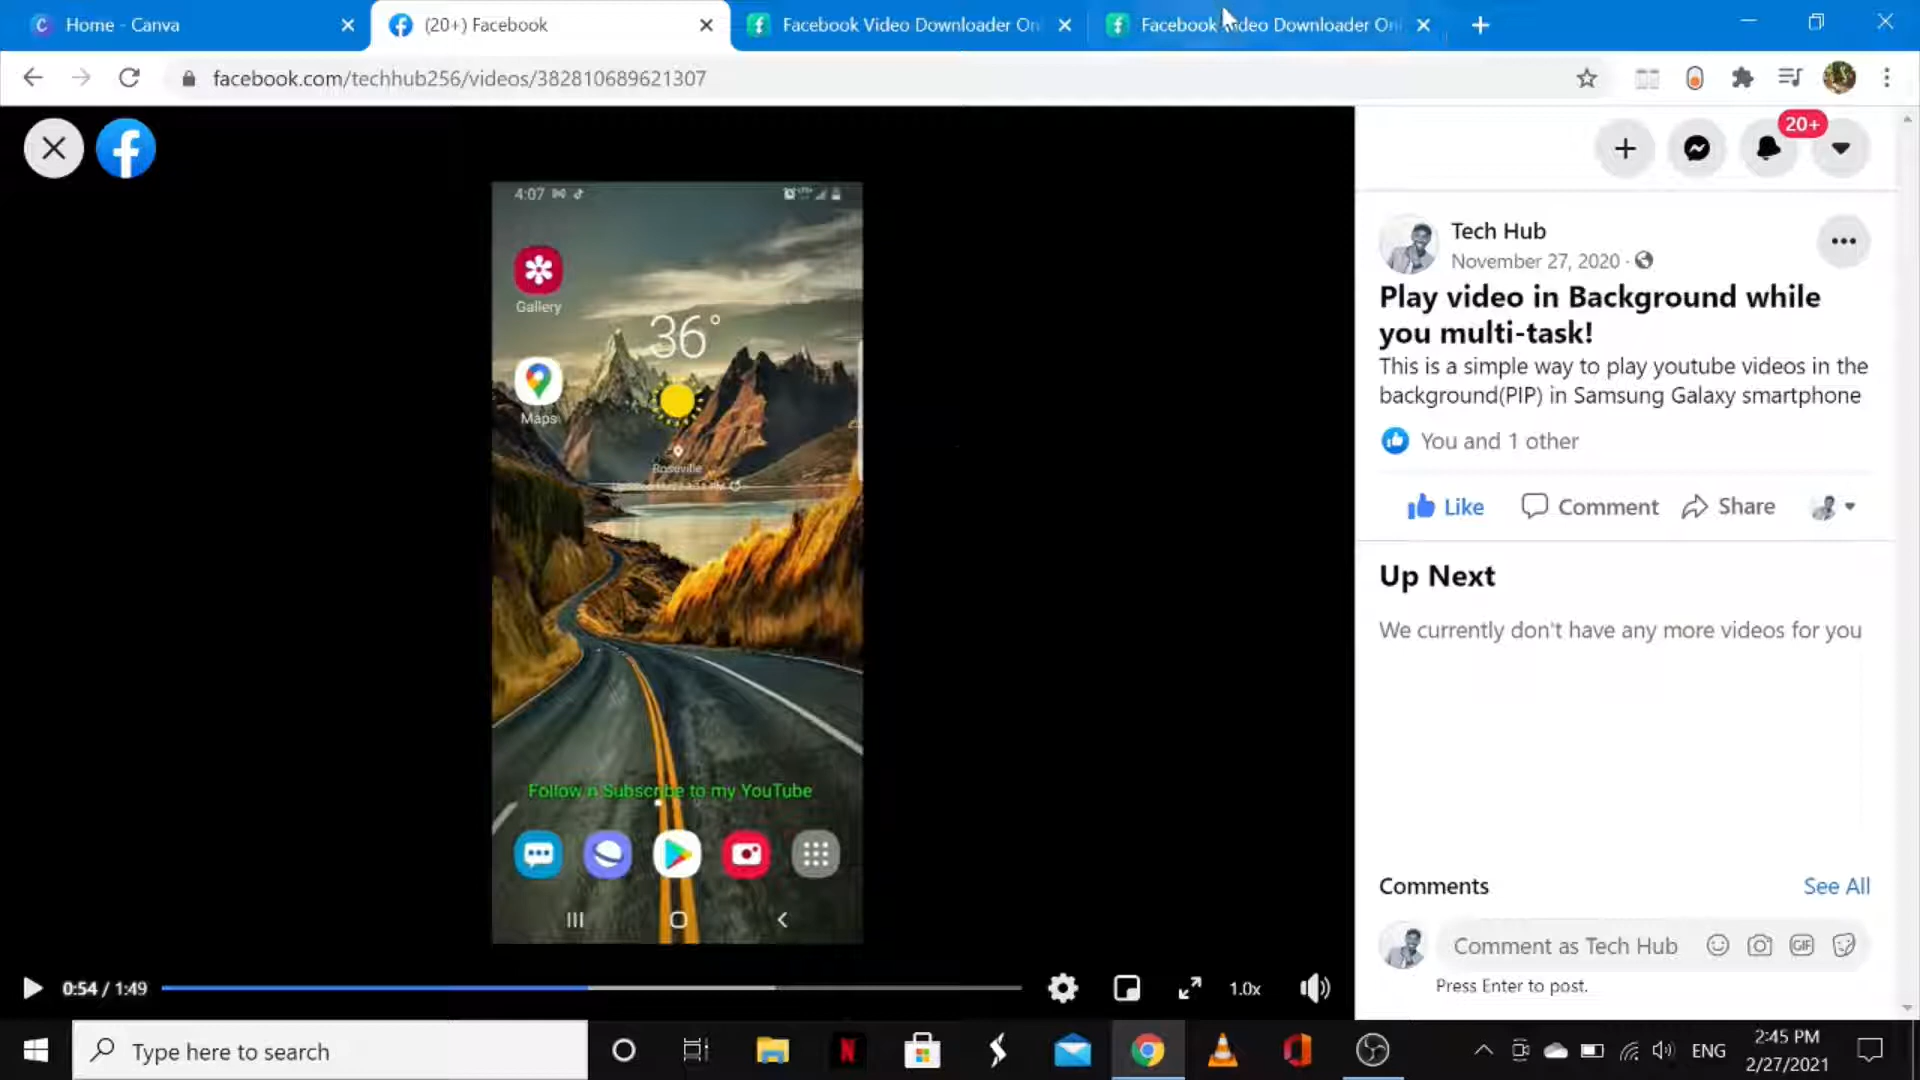 Home - Canva
(20+) Facebook
Facebook Video Downloader On
Facebook Video Downloader Onl
facebook.com/techhub256/videos/382810689621307
20+
4:07
Gallery
36°
Maps
Roseville
Follow n Subscribe to my YouTube
0:54 / 1:49
1.0x
Tech Hub
November 27, 2020 ·
Play video in Background while
you multi-task!
This is a simple way to play youtube videos in the
background(PIP) in Samsung Galaxy smartphone
You and 1 other
Like
Comment
Share
Up Next
We currently don't have any more videos for you
Comments
See All
Comment as Tech Hub
GIF
Press Enter to post.
Type here to search
ENG
2:45 PM
2/27/2021